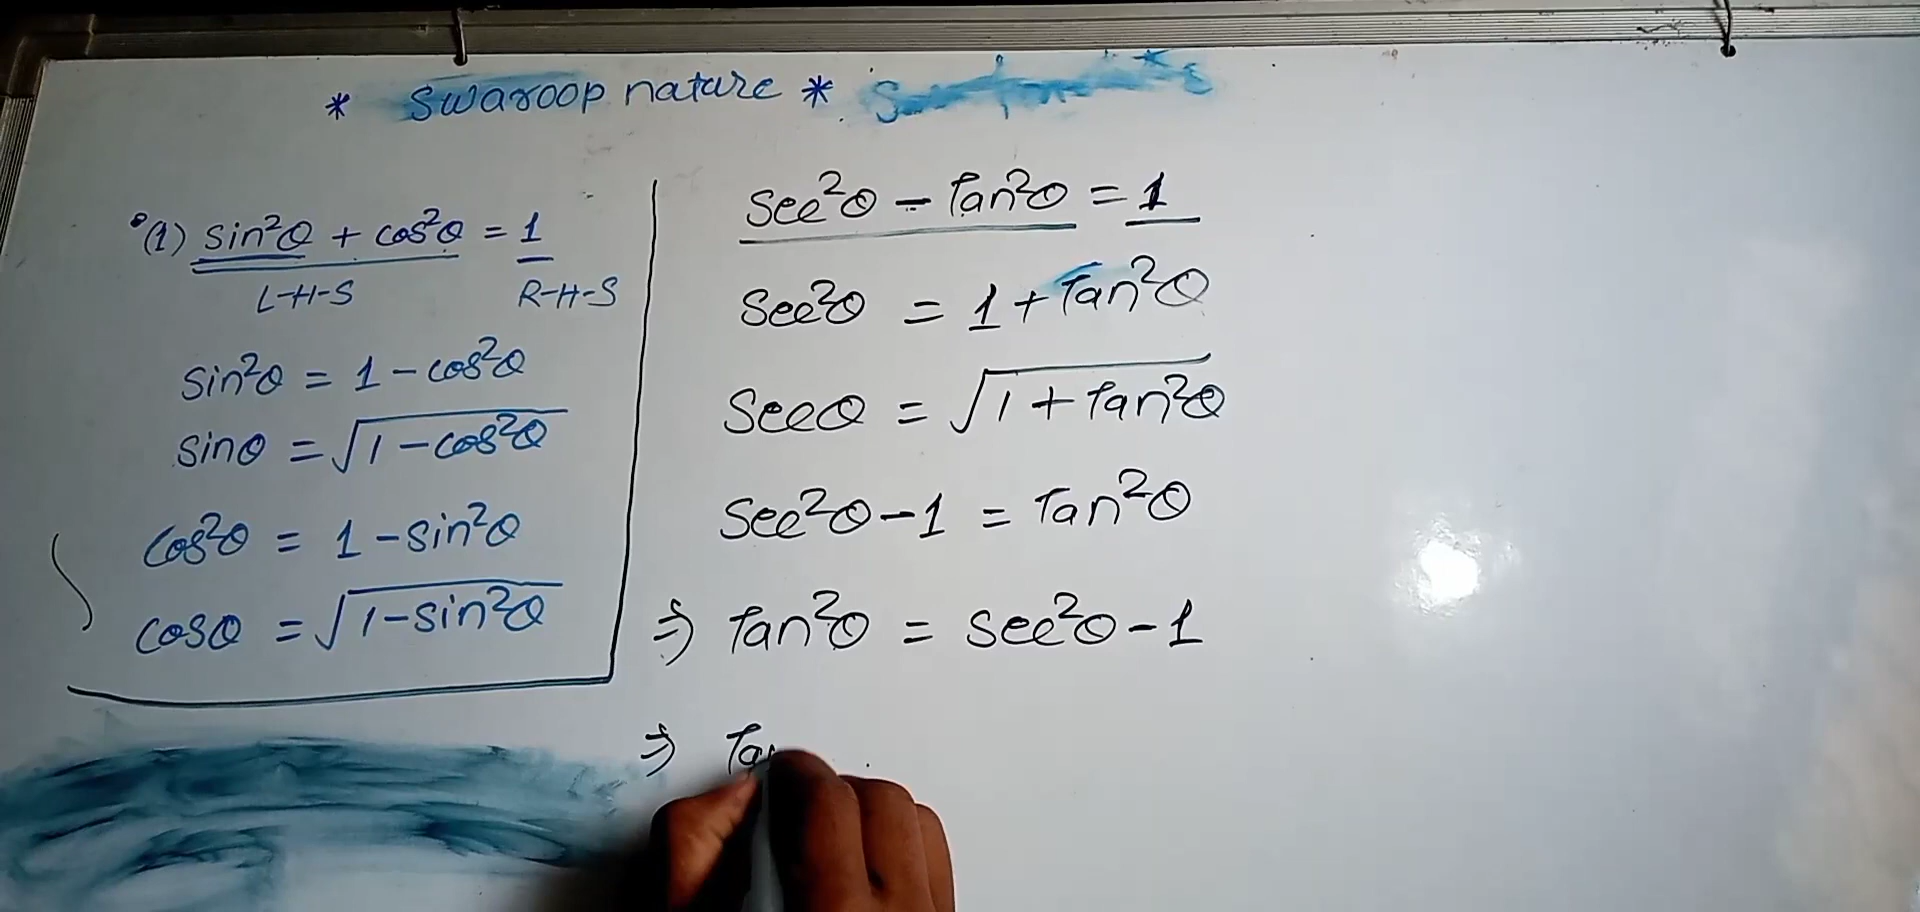 * Swaroop nature *
(1) sin²θ + cos²θ = 1
L-H-S R-H-S
sin²θ = 1 - cos²θ
sinθ = √1 - cos²θ
cos²θ = 1 - sin²θ
cosθ = √1 - sin²θ
sec²θ - Tan²θ = 1
sec²θ = 1 + Tan²θ
secθ = √1 + Tan²θ
sec²θ - 1 = Tan²θ
⇒ Tan²θ = sec²θ - 1
⇒ Tan